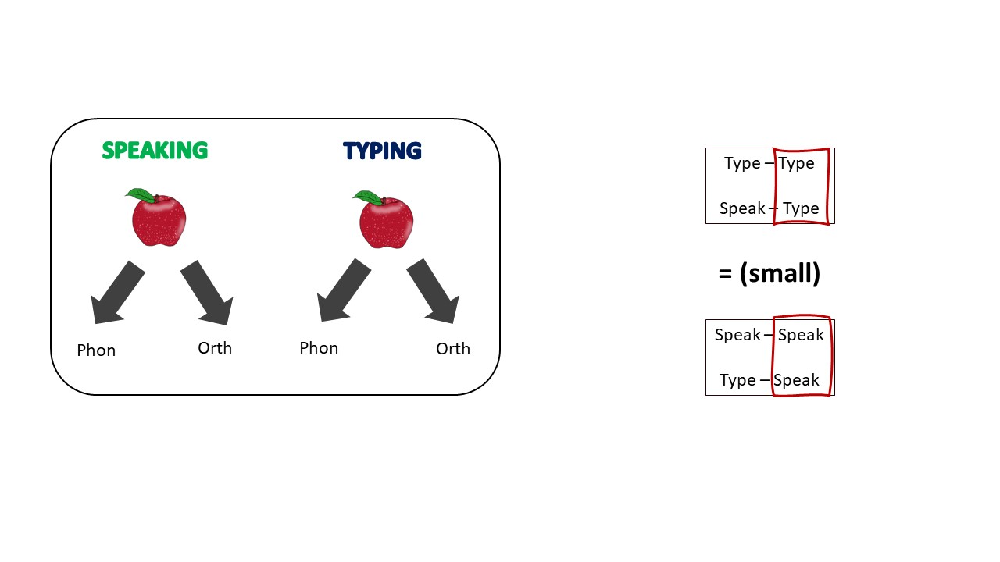 SPEAKING
TYPING
Phon
Orth
Phon
Orth
Type – Type
Speak – Type
= (small)
Speak – Speak
Type – Speak